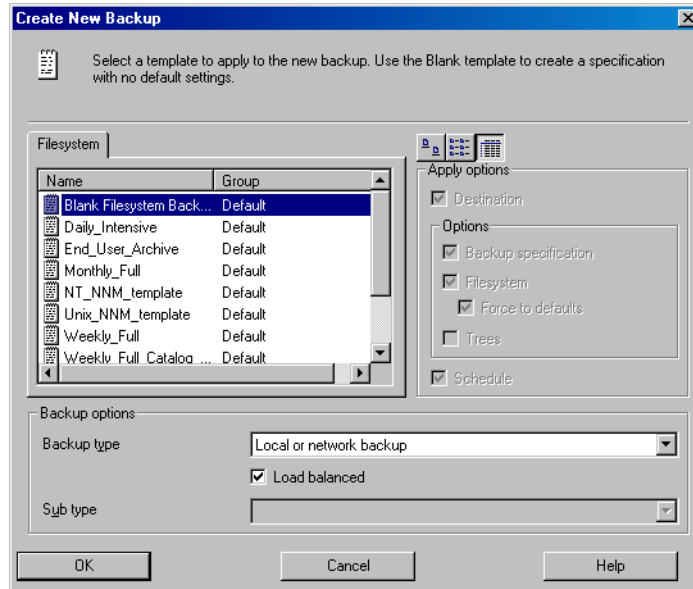 Create New Backup
Select a template to apply to the new backup. Use the Blank template to create a specification
with no default settings.
Filesystem
Name Group
Blank Filesystem Back... Default
Daily_Intensive Default
End_User_Archive Default
Monthly_Full Default
NT_NNM_template Default
Unix_NNM_template Default
Weekly_Full Default
Weekly_Full_Catalog_... Default
Apply options
Destination
Options
Backup specification
Filesystem
Force to defaults
Trees
Schedule
Backup options
Backup type Local or network backup
Load balanced
Sub type
OK Cancel Help